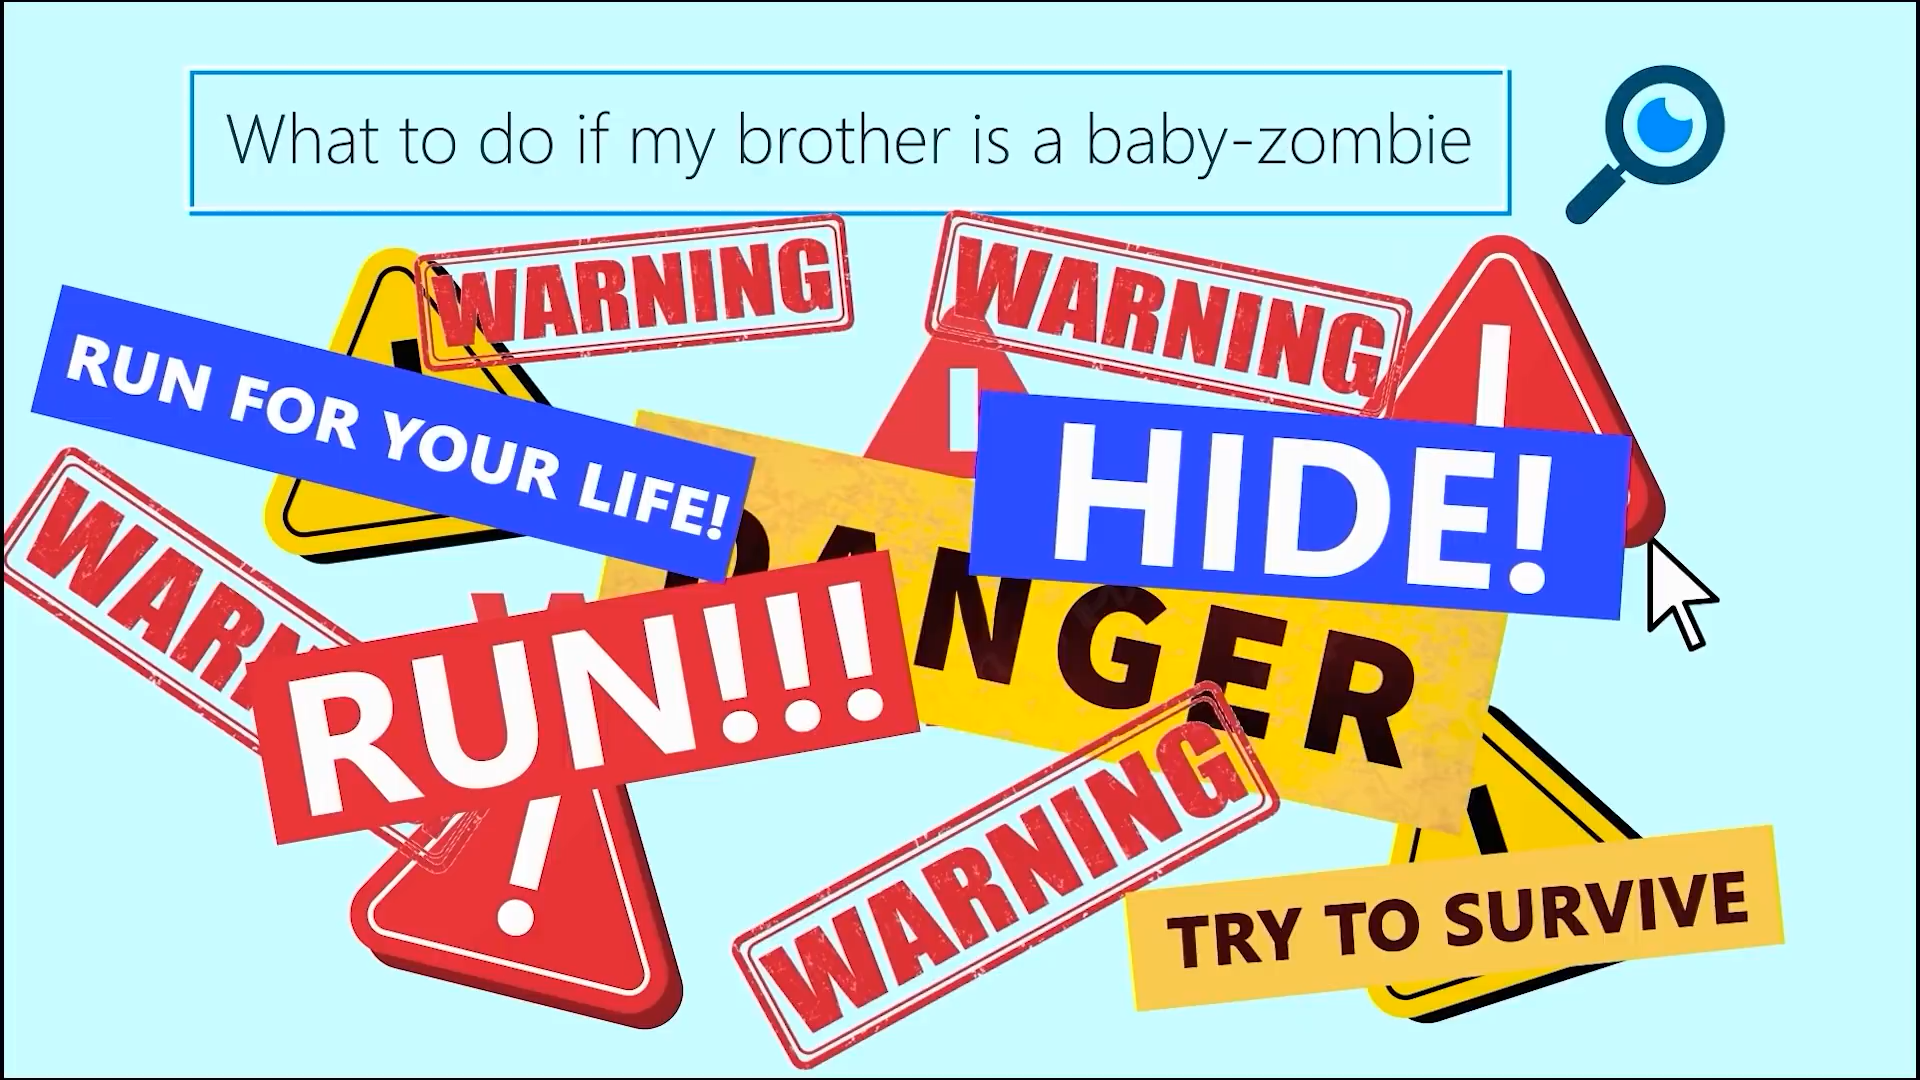 What to do if my brother is a baby-zombie
WARNING
WARNING
RUN FOR YOUR LIFE!
HIDE!
DANGER
RUN!!!
WARNING
TRY TO SURVIVE